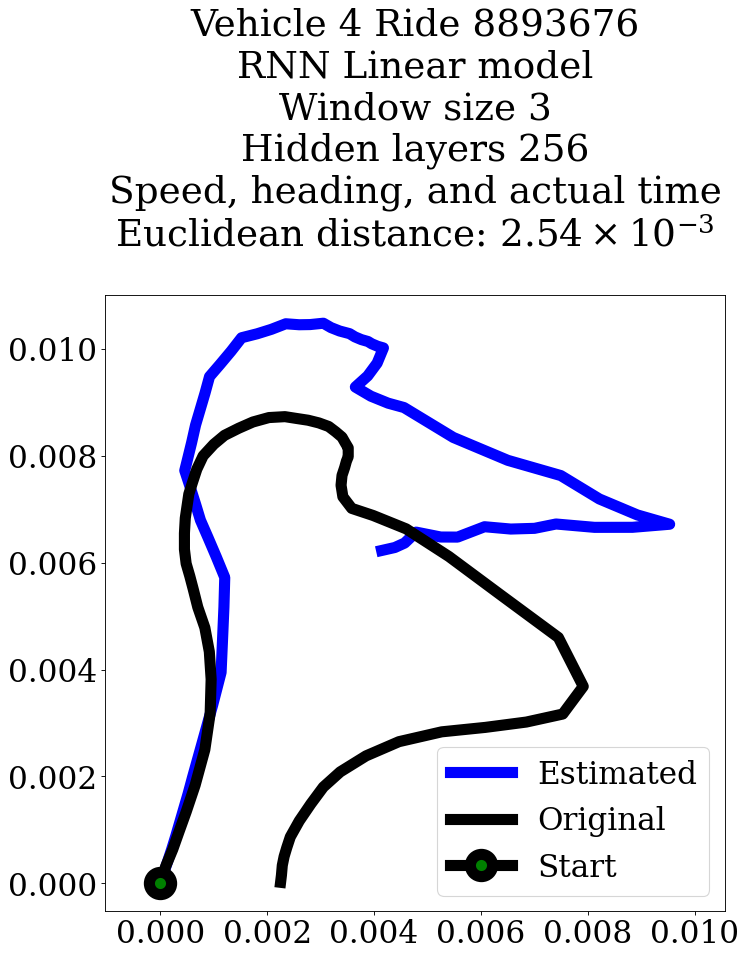 Vehicle 4 Ride 8893676
RNN Linear model
Window size 3
Hidden layers 256
Speed, heading, and actual time
Euclidean distance: 2.54 × 10⁻³
0.010
0.008
0.006
0.004
0.002
0.000
Estimated
Original
Start
0.000 0.002 0.004 0.006 0.008 0.010